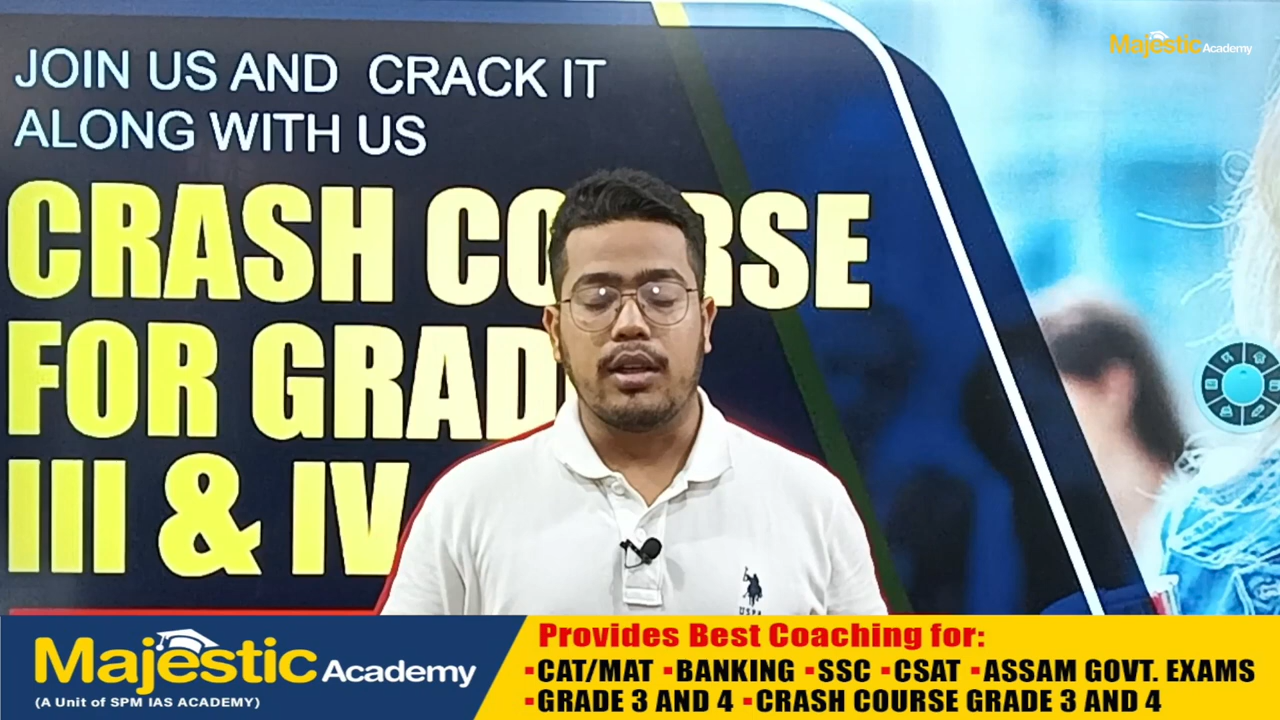 Majestic Academy
JOIN US AND CRACK IT
ALONG WITH US
CRASH COURSE
FOR GRAD
III & IV
USPA
Majestic Academy
(A Unit of SPM IAS ACADEMY)
Provides Best Coaching for:
▪CAT/MAT ▪BANKING ▪SSC ▪CSAT ▪ASSAM GOVT. EXAMS
▪GRADE 3 AND 4 ▪CRASH COURSE GRADE 3 AND 4